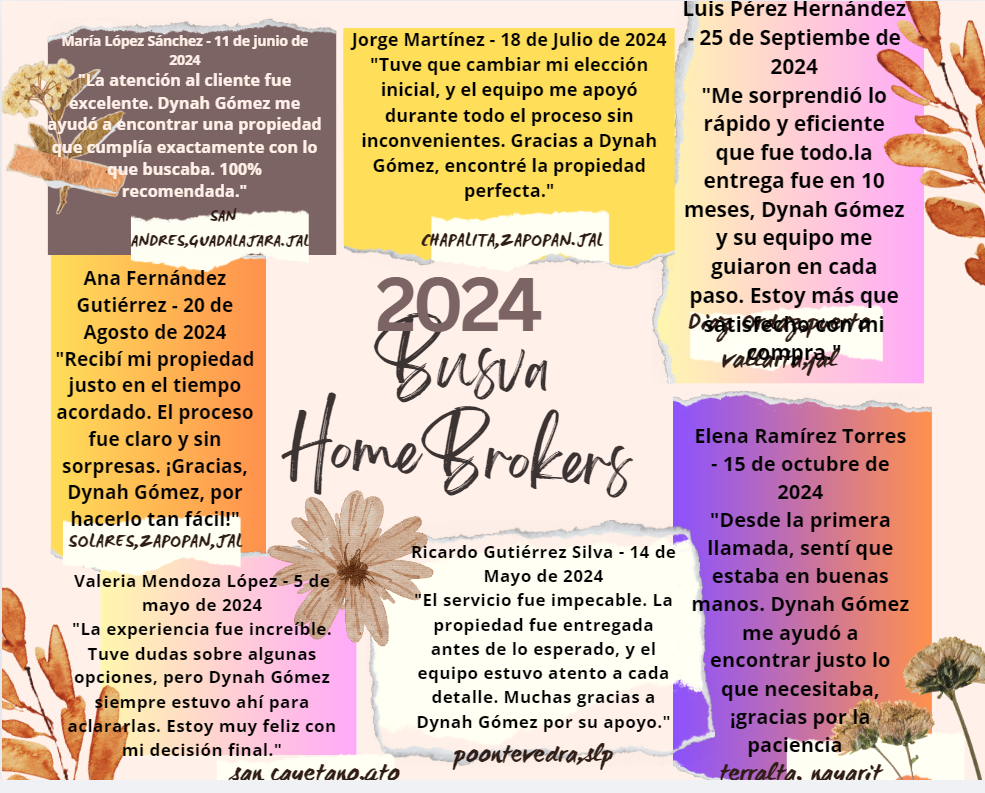 María López Sánchez - 11 de junio de
2024
"La atención al cliente fue
excelente. Dynah Gómez me
ayudó a encontrar una propiedad
que cumplía exactamente con lo
que buscaba. 100%
recomendada."
SAN
ANDRES,GUADALAJARA.JAL
Jorge Martínez - 18 de Julio de 2024
"Tuve que cambiar mi elección
inicial, y el equipo me apoyó
durante todo el proceso sin
inconvenientes. Gracias a Dynah
Gómez, encontré la propiedad
perfecta."
CHAPALITA,ZAPOPAN.JAL
Luis Pérez Hernández
- 25 de Septiembre de
2024
"Me sorprendió lo
rápido y eficiente
que fue todo.la
entrega fue en 10
meses, Dynah Gómez
y su equipo me
guiaron en cada
paso. Estoy más que
satisfecho con mi
compra."
vallarta,jal
Ana Fernández
Gutiérrez - 20 de
Agosto de 2024
"Recibí mi propiedad
justo en el tiempo
acordado. El proceso
fue claro y sin
sorpresas. ¡Gracias,
Dynah Gómez, por
hacerlo tan fácil!"
SOLARES,ZAPOPAN,JAL
2024
Busva
HomeBrokers
Elena Ramírez Torres
- 15 de octubre de
2024
"Desde la primera
llamada, sentí que
estaba en buenas
manos. Dynah Gómez
me ayudó a
encontrar justo lo
que necesitaba,
¡gracias por la
paciencia
terralta, nayarit
Valeria Mendoza López - 5 de
mayo de 2024
"La experiencia fue increíble.
Tuve dudas sobre algunas
opciones, pero Dynah Gómez
siempre estuvo ahí para
aclararlas. Estoy muy feliz con
mi decisión final."
san cayetano,gto
Ricardo Gutiérrez Silva - 14 de
Mayo de 2024
"El servicio fue impecable. La
propiedad fue entregada
antes de lo esperado, y el
equipo estuvo atento a cada
detalle. Muchas gracias a
Dynah Gómez por su apoyo."
poontevedra,slp